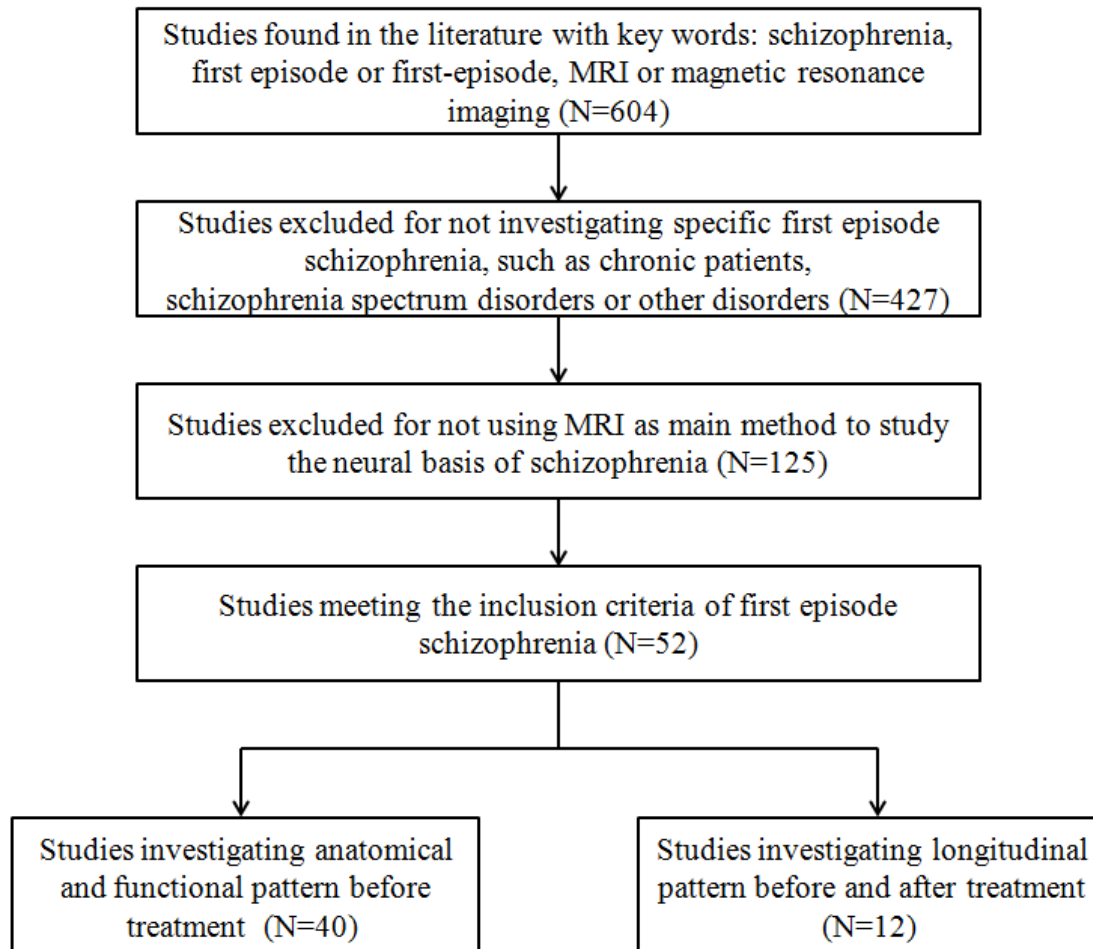 Studies found in the literature with key words: schizophrenia,
first episode or first-episode, MRI or magnetic resonance
imaging (N=604)
Studies excluded for not investigating specific first episode
schizophrenia, such as chronic patients,
schizophrenia spectrum disorders or other disorders (N=427)
Studies excluded for not using MRI as main method to study
the neural basis of schizophrenia (N=125)
Studies meeting the inclusion criteria of first episode
schizophrenia (N=52)
Studies investigating anatomical
and functional pattern before
treatment (N=40)
Studies investigating longitudinal
pattern before and after treatment
(N=12)